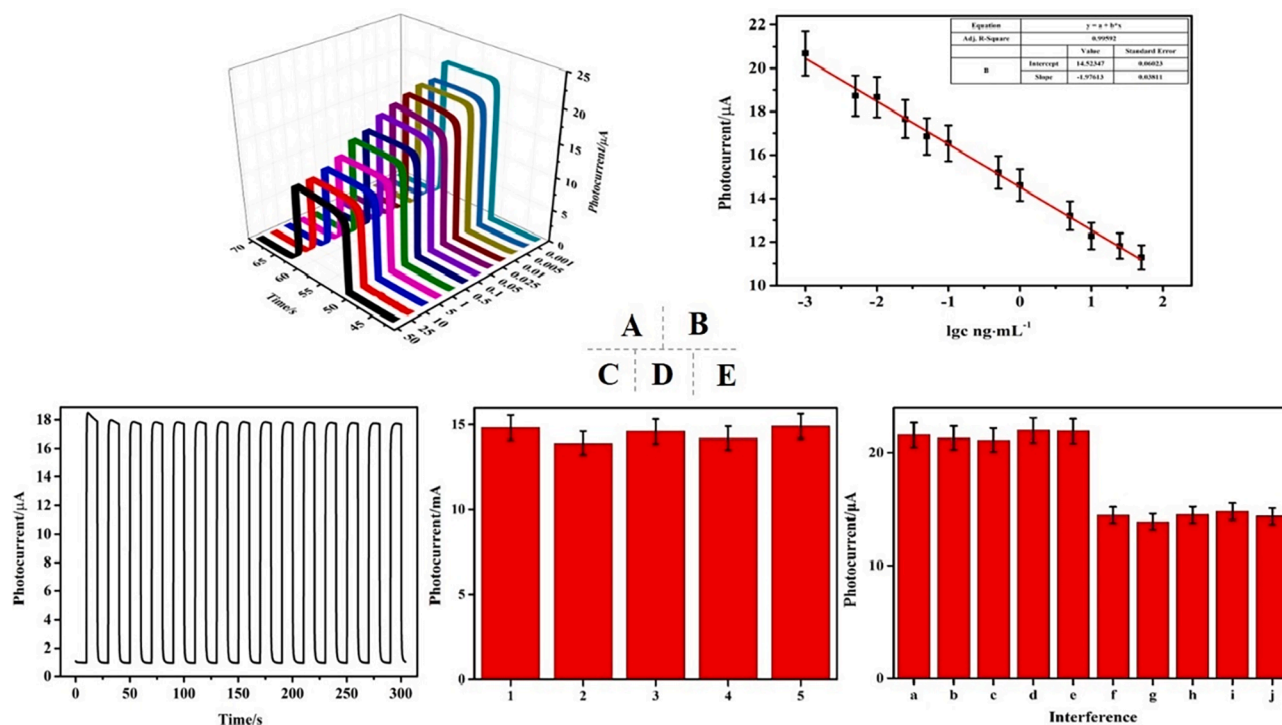 25
20
15
10
5
0
Photocurrent/μA
70
65
60
55
50
45
Time/s
50
25
10
5
1
0.5
0.1
0.05
0.025
0.01
0.005
0.001
22
20
18
16
14
12
10
Photocurrent/μA
-3
-2
-1
0
1
2
lgc ng·mL-1
Equation y = a + b*x
Adj. R-Square 0.99592
Value Standard Error
B Intercept 14.52347 0.06023
Slope -1.97613 0.03811
A B
C D E
18
16
14
12
10
8
6
4
2
0
Photocurrent/μA
0 50 100 150 200 250 300
Time/s
15
10
5
0
Photocurrent/mA
1 2 3 4 5
20
10
0
Photocurrent/μA
a b c d e f g h i j
Interference